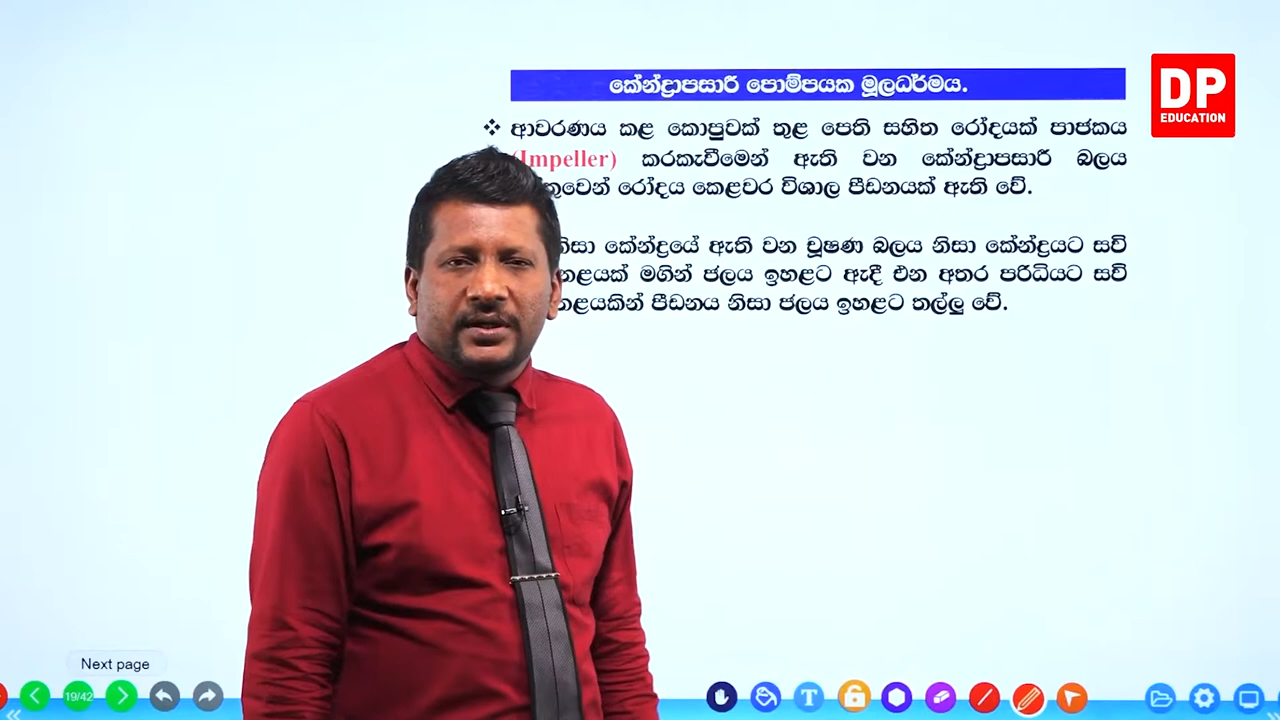 කේන්ද්‍රාපසාරී පොම්පයක මූලධර්මය.
DP
EDUCATION
❖ ආවරණය කළ කොපුවක් තුළ පෙති සහිත රෝදයක් පාජකය
(Impeller) කරකැවීමෙන් ඇති වන කේන්ද්‍රාපසාරී බලය
රෝදය කෙළවර විශාල පීඩනයක් ඇති වේ.
කේන්ද්‍රයේ ඇති වන චූෂණ බලය නිසා කේන්ද්‍රයට සවි
මගින් ජලය ඉහළට ඇදී එන අතර පරිධියට සවි
පීඩනය නිසා ජලය ඉහළට තල්ලු වේ.
Next page
19/42
T